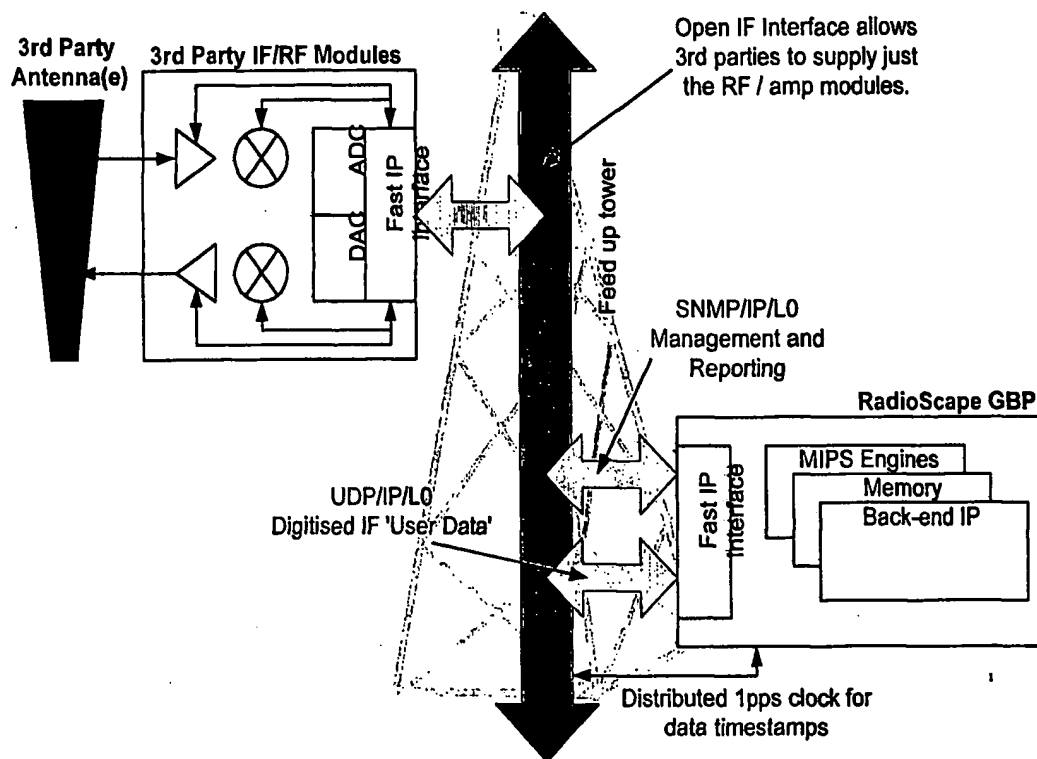 3rd Party
Antenna(e)
3rd Party IF/RF Modules
ADC
DAC
Fast IP
Interface
Open IF Interface allows
3rd parties to supply just
the RF / amp modules.
Feed up tower
SNMP/IP/L0
Management and
Reporting
UDP/IP/L0
Digitised IF 'User Data'
RadioScape GBP
Fast IP
Interface
MIPS Engines
Memory
Back-end IP
Distributed 1pps clock for
data timestamps